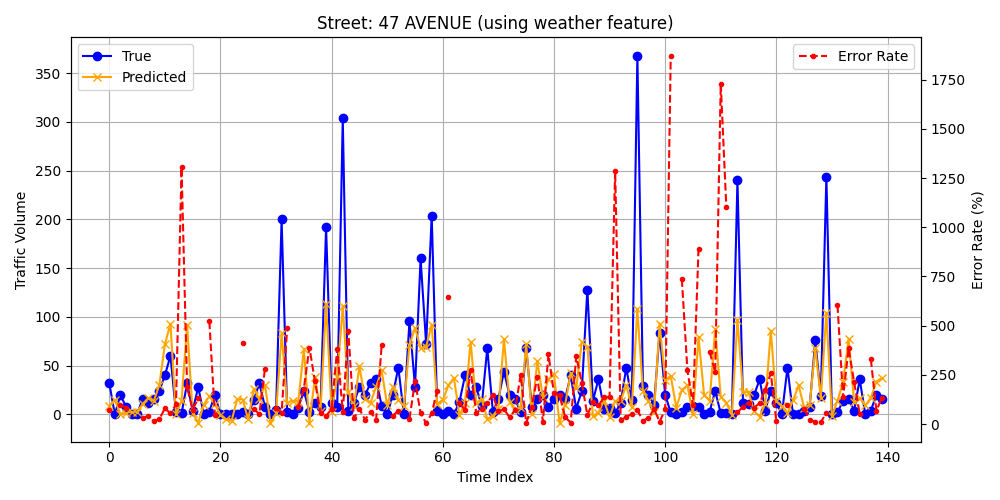 Street: 47 AVENUE (using weather feature)
True
Predicted
Error Rate
Traffic Volume
350
300
250
200
150
100
50
0
1750
1500
1250
1000
750
500
250
0
Error Rate (%)
0 20 40 60 80 100 120 140
Time Index